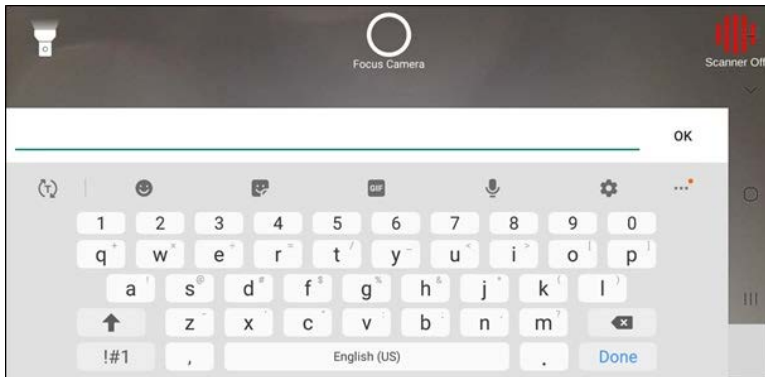 Focus Camera
Scanner Off
OK
T
GIF
1 2 3 4 5 6 7 8 9 0
q + w × e ÷ r = t / y - u < i > o [ p ]
a ! s @ d # f $ g % h & j * k ( l )
z - x ' c " v : b ; n , m ?
!#1 , English (US) . Done